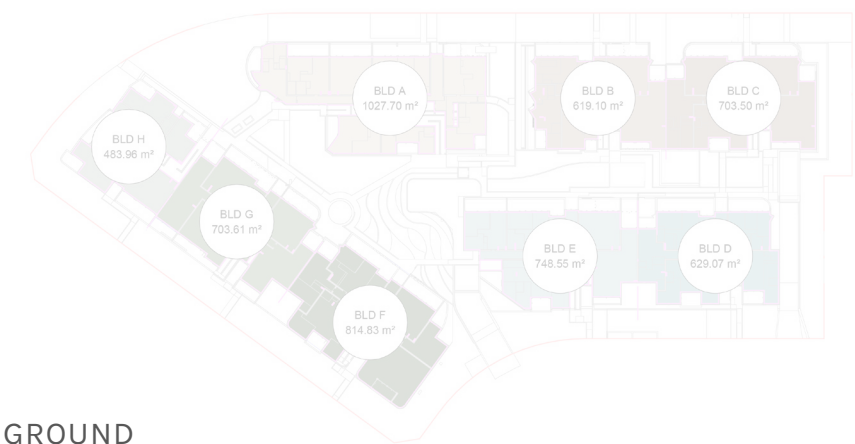 BLD A
1027.70 m²
BLD B
619.10 m²
BLD C
703.50 m²
BLD H
483.96 m²
BLD G
703.61 m²
BLD E
748.55 m²
BLD D
629.07 m²
BLD F
814.83 m²
GROUND